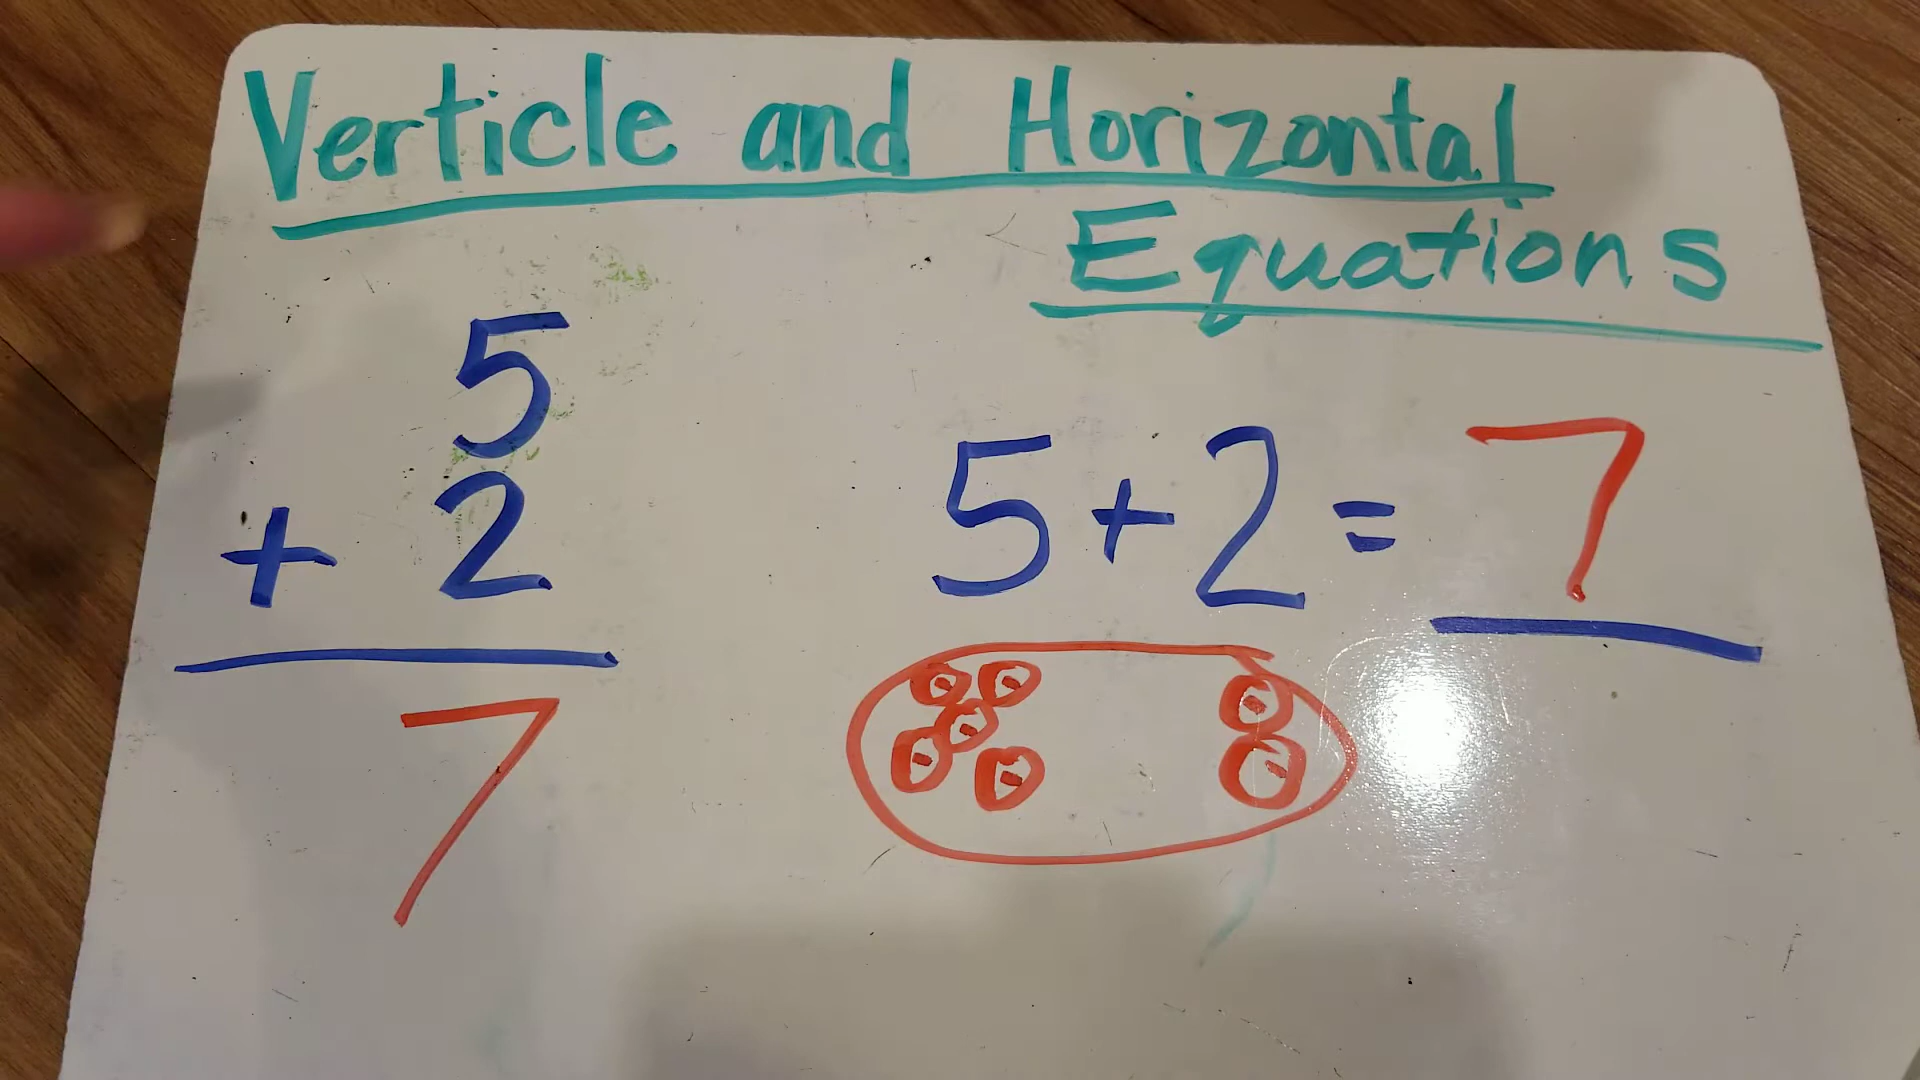 Verticle and Horizontal
Equations
5
+ 2
7
5+2=7